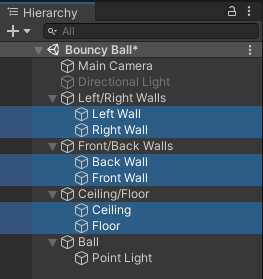 Hierarchy
All
Bouncy Ball*
Main Camera
Directional Light
Left/Right Walls
Left Wall
Right Wall
Front/Back Walls
Back Wall
Front Wall
Ceiling/Floor
Ceiling
Floor
Ball
Point Light